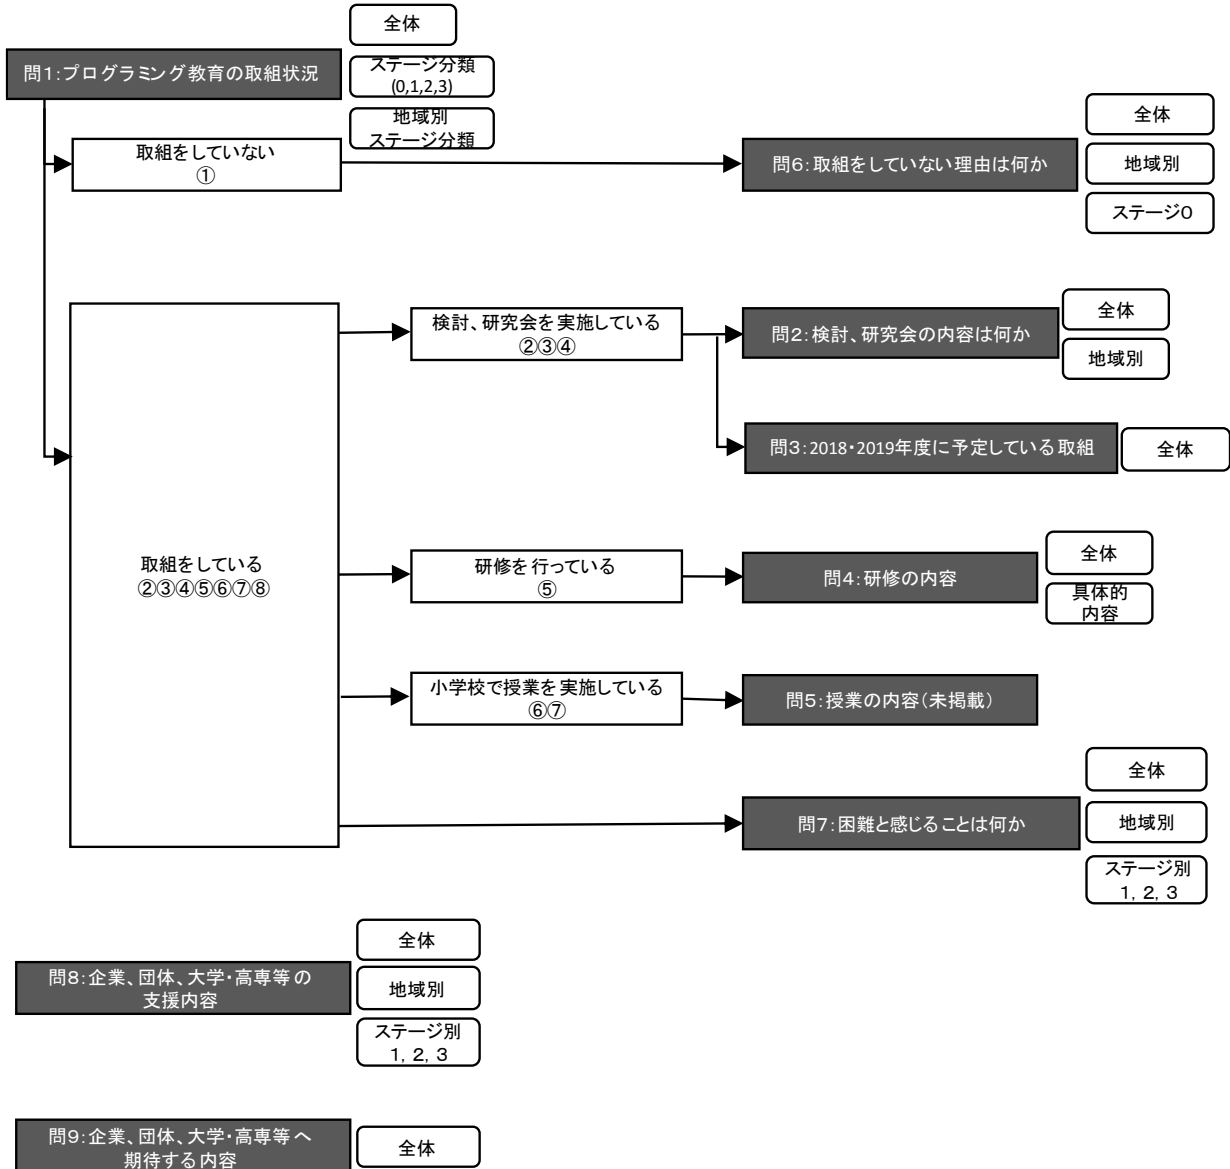 全体
問1:プログラミング教育の取組状況
ステージ分類
(0,1,2,3)
地域別
ステージ分類
取組をしていない
①
問6:取組をしていない理由は何か
全体
地域別
ステージ0
検討、研究会を実施している
②③④
問2:検討、研究会の内容は何か
全体
地域別
問3:2018・2019年度に予定している取組
全体
取組をしている
②③④⑤⑥⑦⑧
研修を行っている
⑤
問4:研修の内容
全体
具体的
内容
小学校で授業を実施している
⑥⑦
問5:授業の内容(未掲載)
問7:困難と感じることは何か
全体
地域別
ステージ別
1, 2, 3
問8:企業、団体、大学・高専等の
支援内容
全体
地域別
ステージ別
1, 2, 3
問9:企業、団体、大学・高専等へ
期待する内容
全体